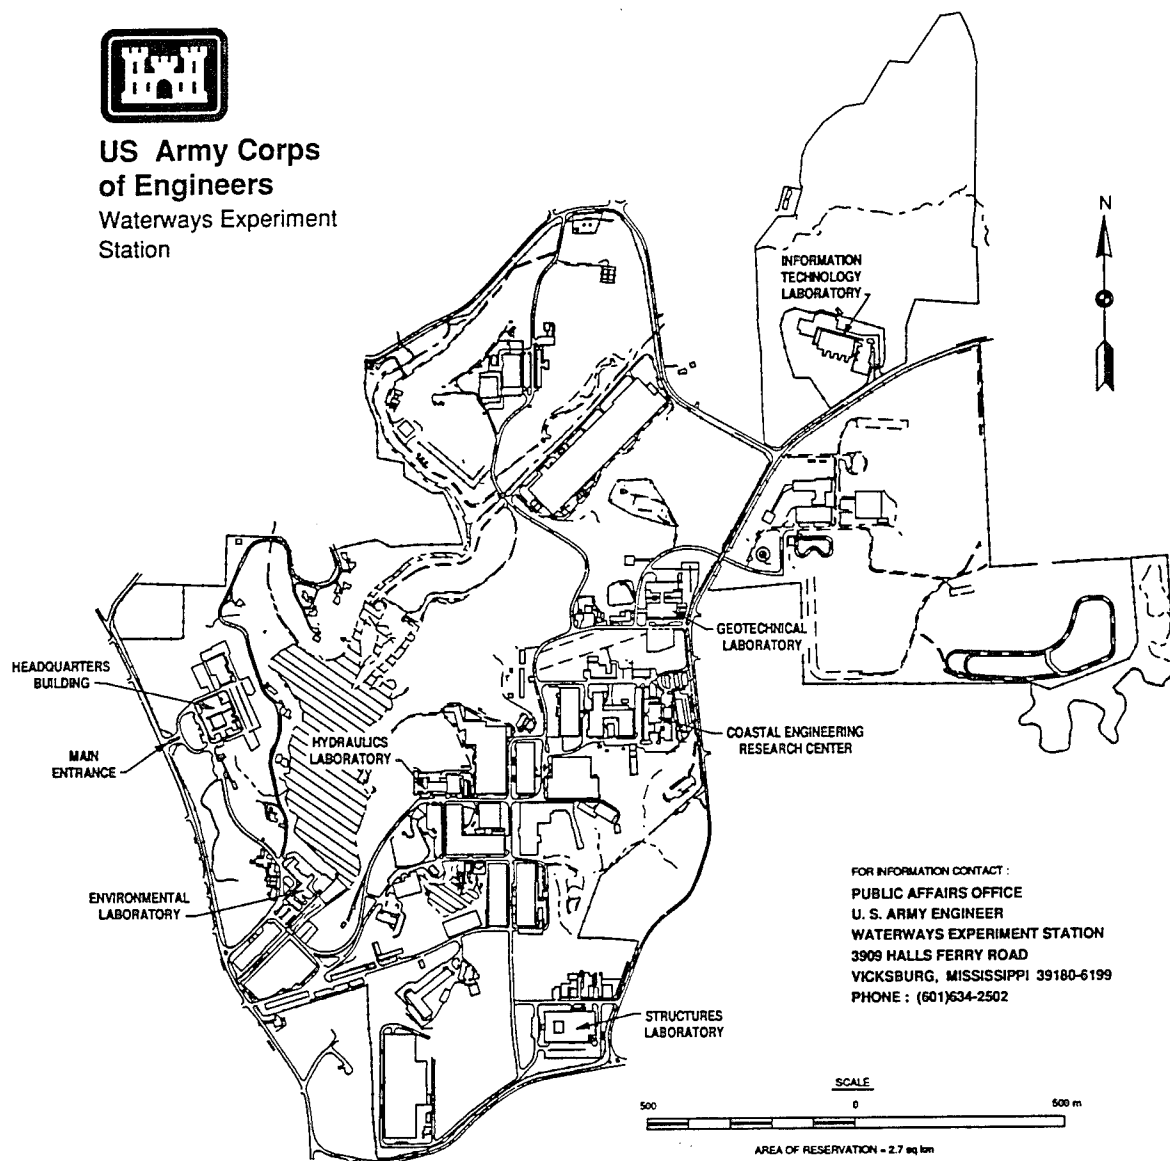 US Army Corps
of Engineers
Waterways Experiment
Station
N
INFORMATION
TECHNOLOGY
LABORATORY
GEOTECHNICAL
LABORATORY
HEADQUARTERS
BUILDING
MAIN
ENTRANCE
HYDRAULICS
LABORATORY
COASTAL ENGINEERING
RESEARCH CENTER
ENVIRONMENTAL
LABORATORY
STRUCTURES
LABORATORY
FOR INFORMATION CONTACT :
PUBLIC AFFAIRS OFFICE
U. S. ARMY ENGINEER
WATERWAYS EXPERIMENT STATION
3909 HALLS FERRY ROAD
VICKSBURG, MISSISSIPPI 39180-6199
PHONE : (601)634-2502
SCALE
500 0 500 m
AREA OF RESERVATION = 2.7 sq km